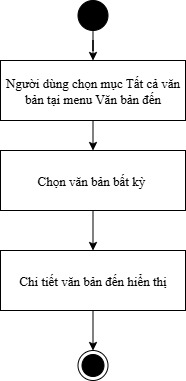 Người dùng chọn mục Tất cả văn
bản tại menu Văn bản đến
Chọn văn bản bất kỳ
Chi tiết văn bản đến hiển thị